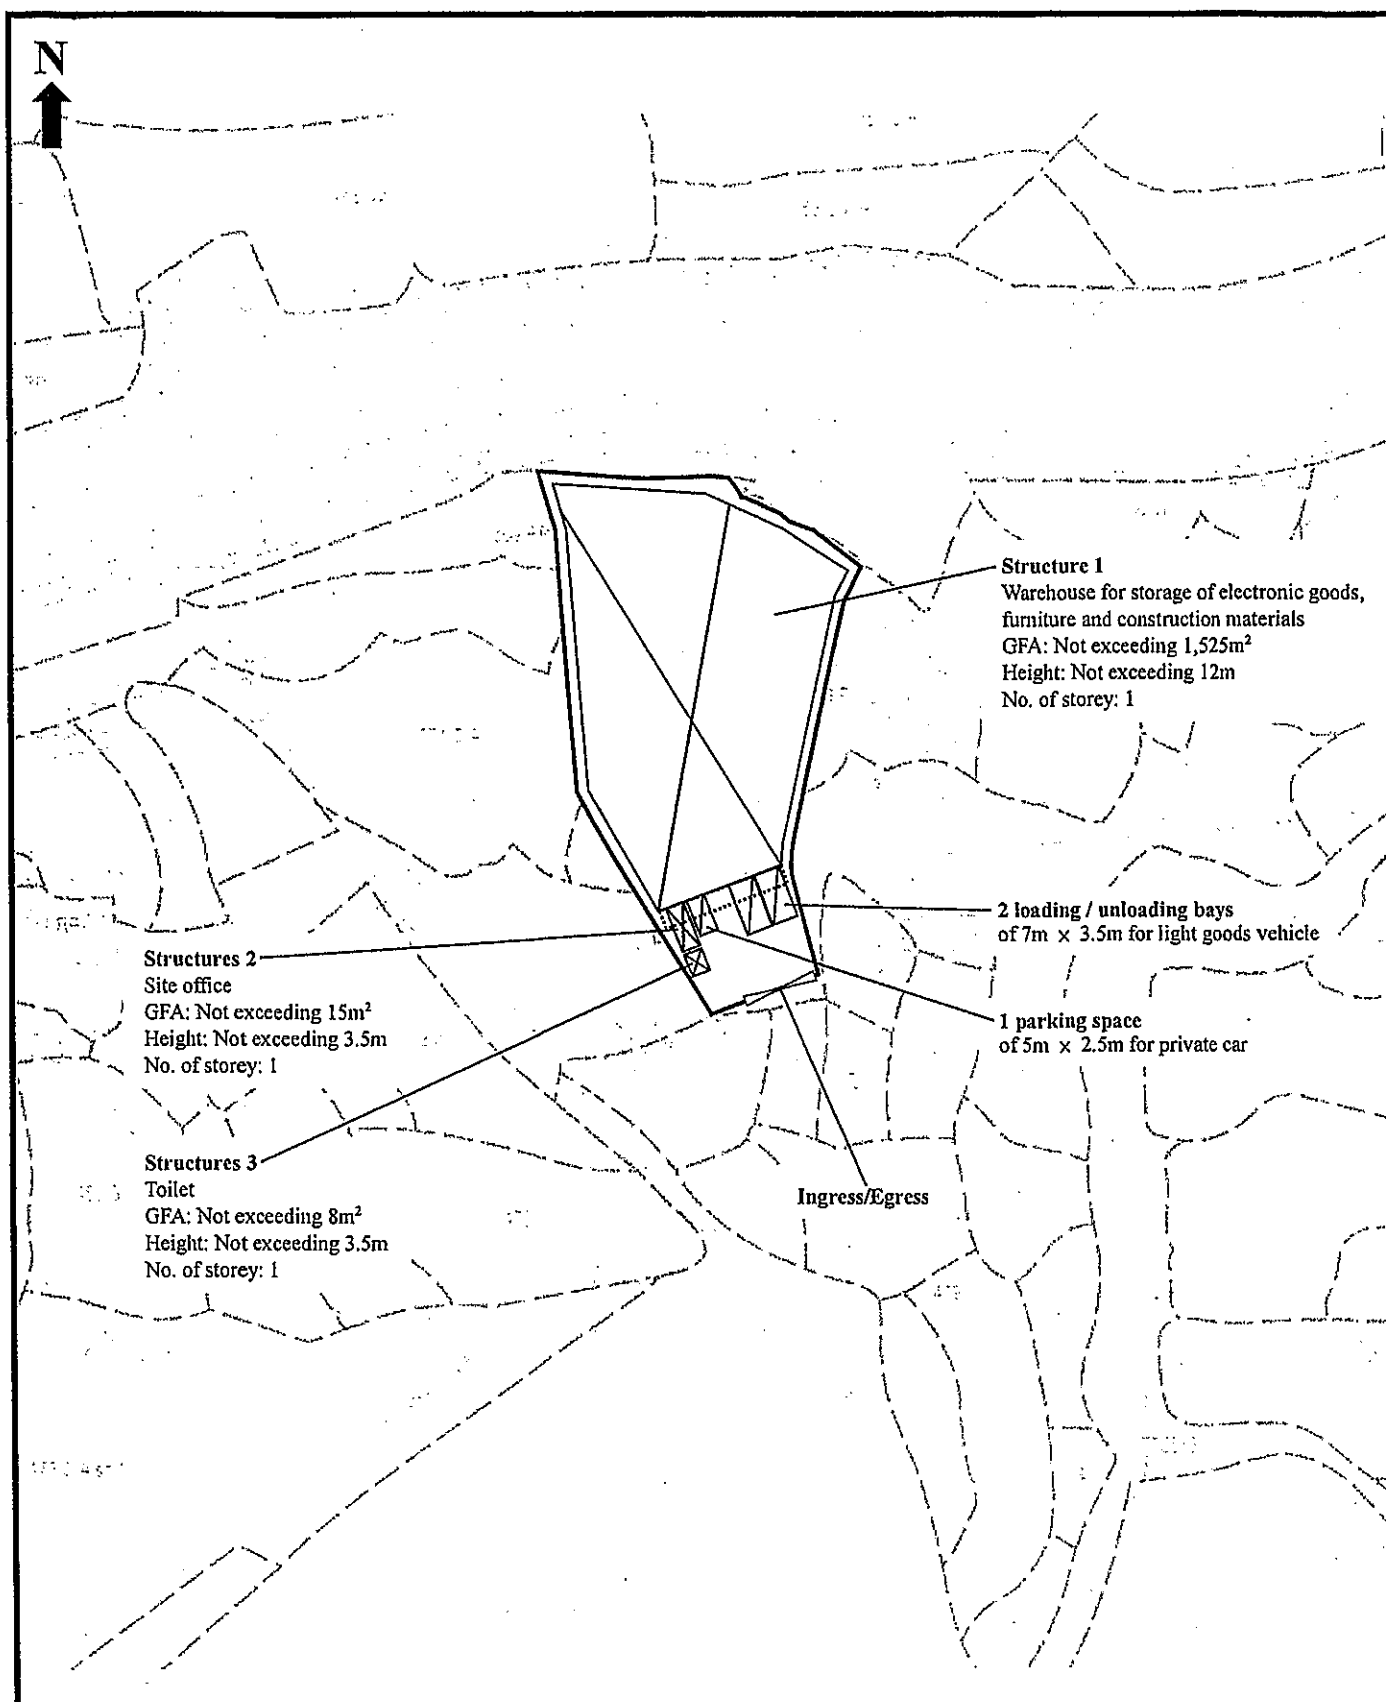 N
Structure 1
Warehouse for storage of electronic goods,
furniture and construction materials
GFA: Not exceeding 1,525m²
Height: Not exceeding 12m
No. of storey: 1
2 loading / unloading bays
of 7m × 3.5m for light goods vehicle
Structures 2
Site office
GFA: Not exceeding 15m²
Height: Not exceeding 3.5m
No. of storey: 1
1 parking space
of 5m × 2.5m for private car
Structures 3
Toilet
GFA: Not exceeding 8m²
Height: Not exceeding 3.5m
No. of storey: 1
Ingress/Egress